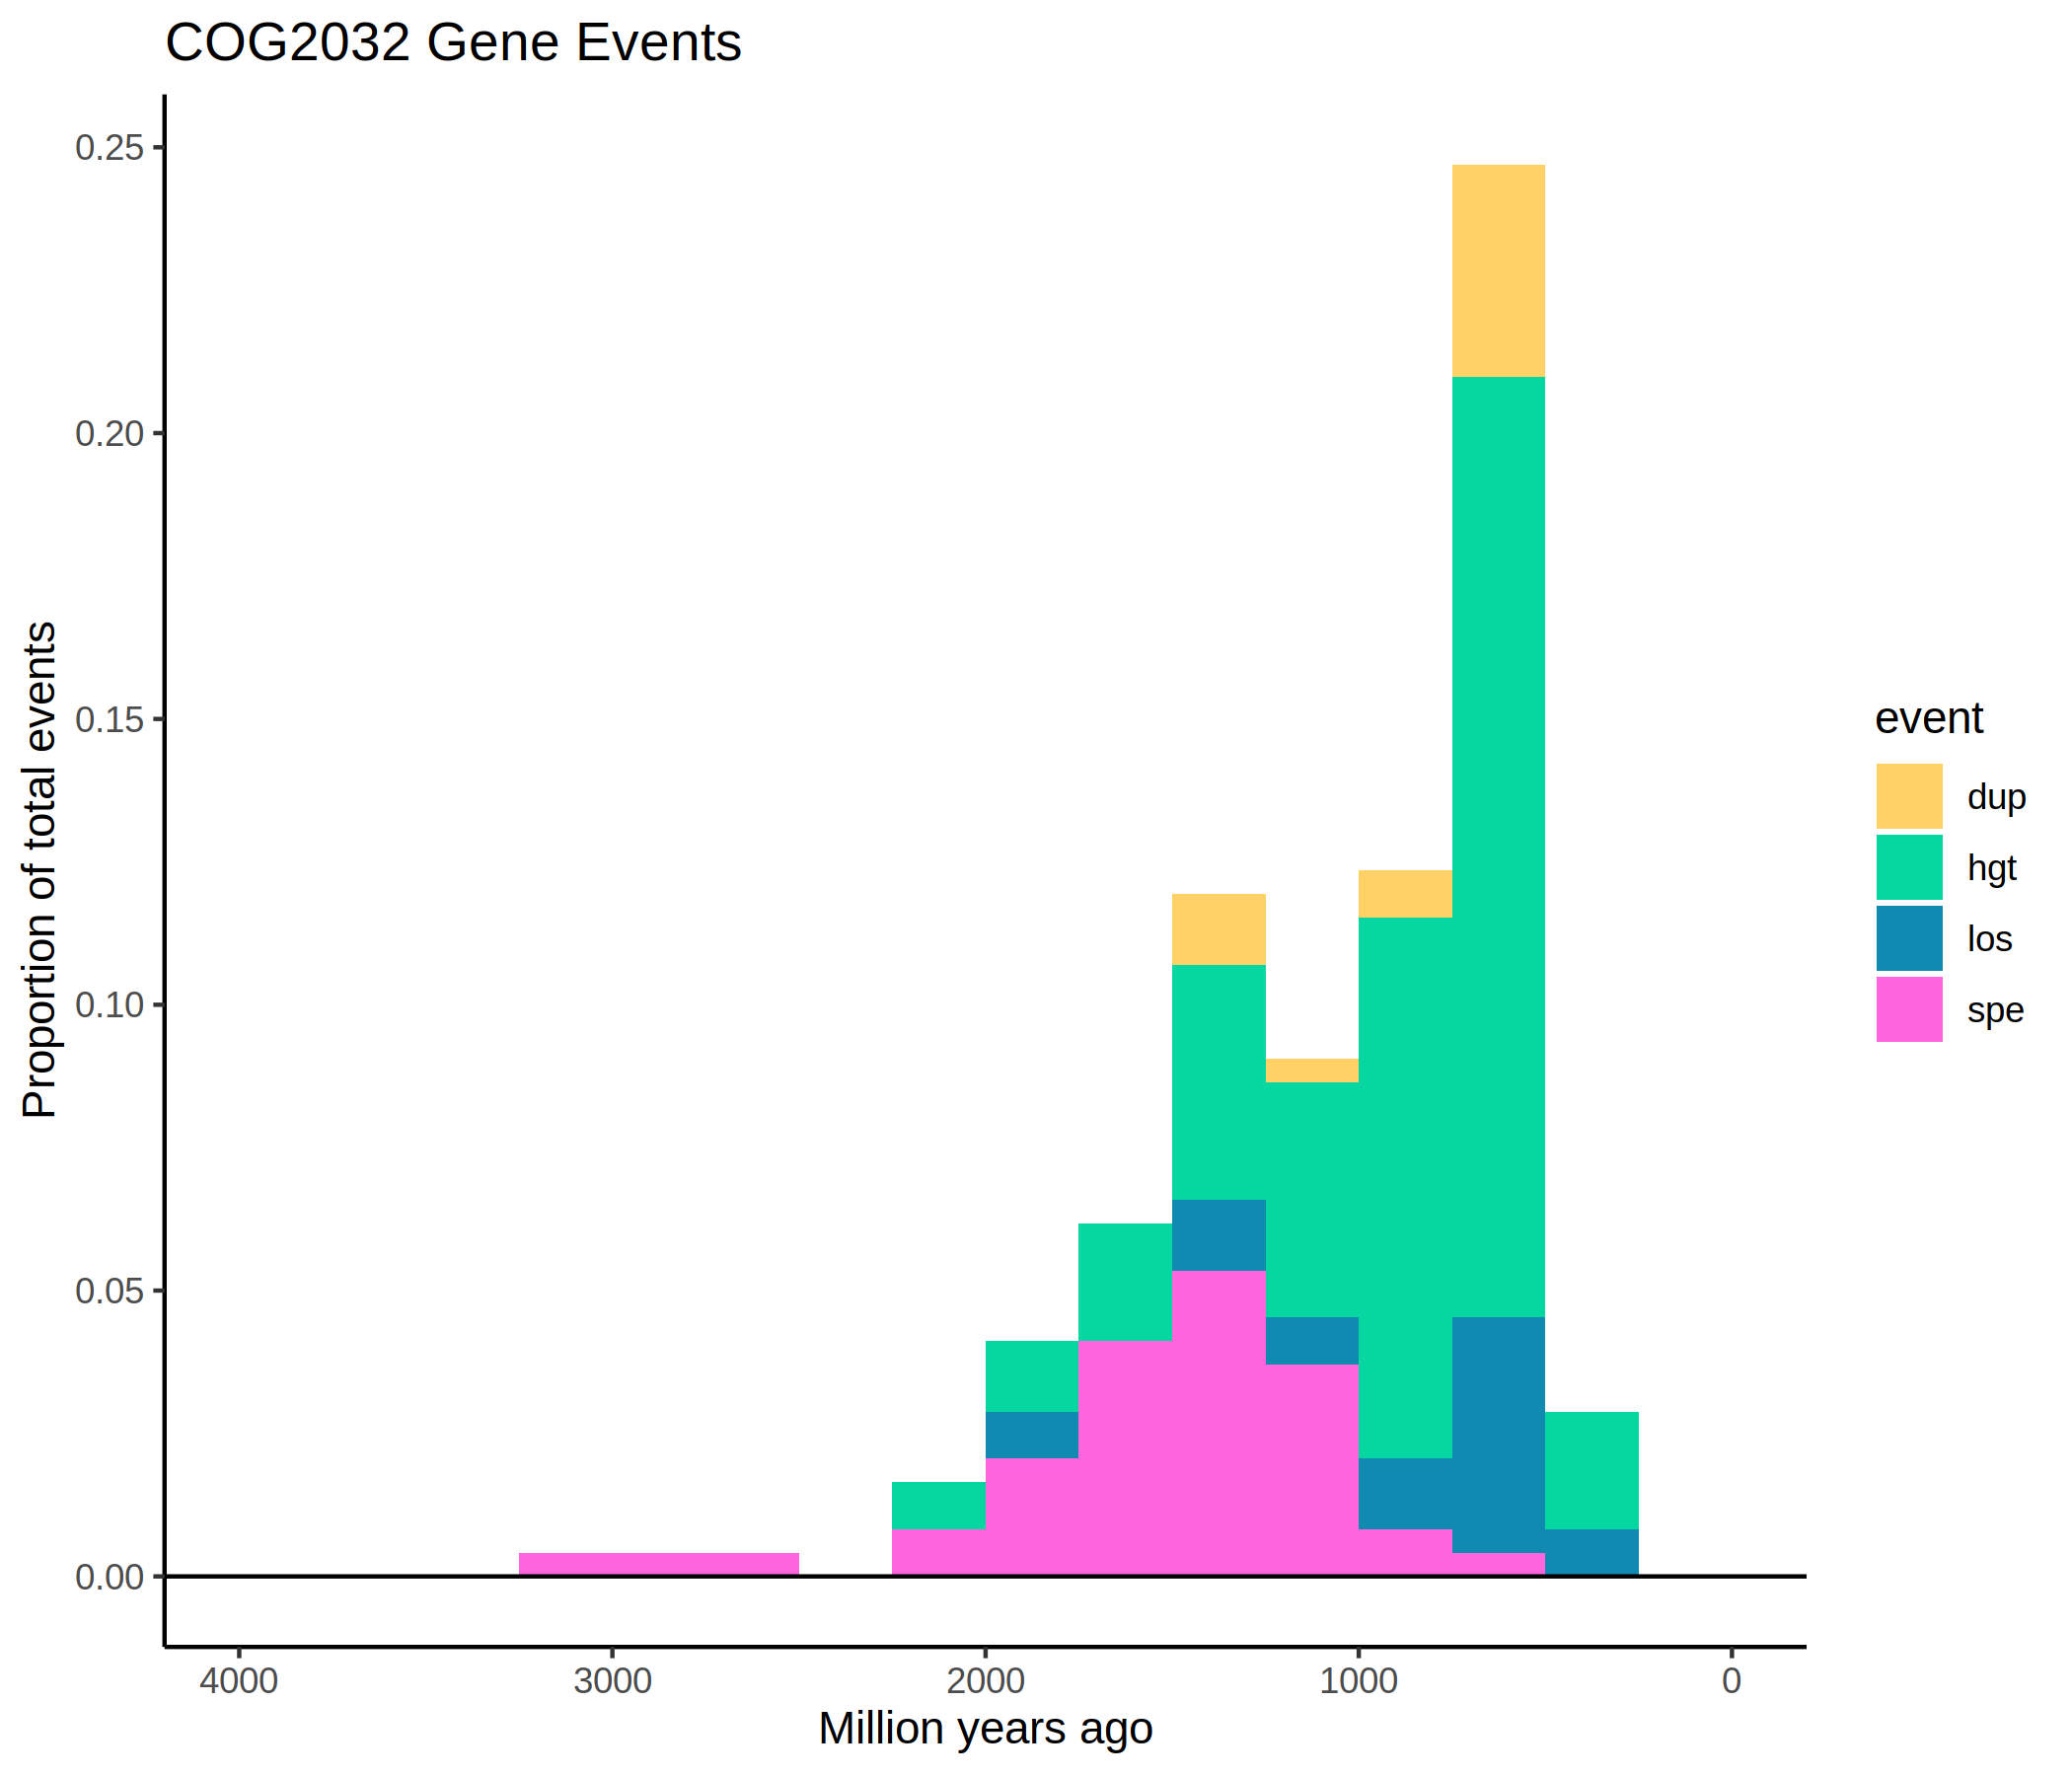 COG2032 Gene Events
0.25
0.20
0.15
0.10
0.05
0.00
Proportion of total events
4000 3000 2000 1000 0
Million years ago
event
dup
hgt
los
spe